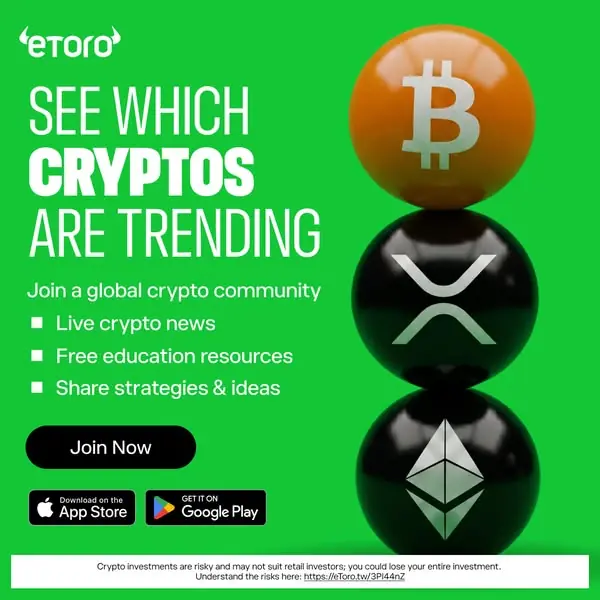 eTORO
SEE WHICH
CRYPTOS
ARE TRENDING
Join a global crypto community
Live crypto news
Free education resources
Share strategies & ideas
Join Now
Download on the
App Store
GET IT ON
Google Play
Crypto investments are risky and may not suit retail investors; you could lose your entire investment.
Understand the risks here: https://eToro.tw/3PI44nZ